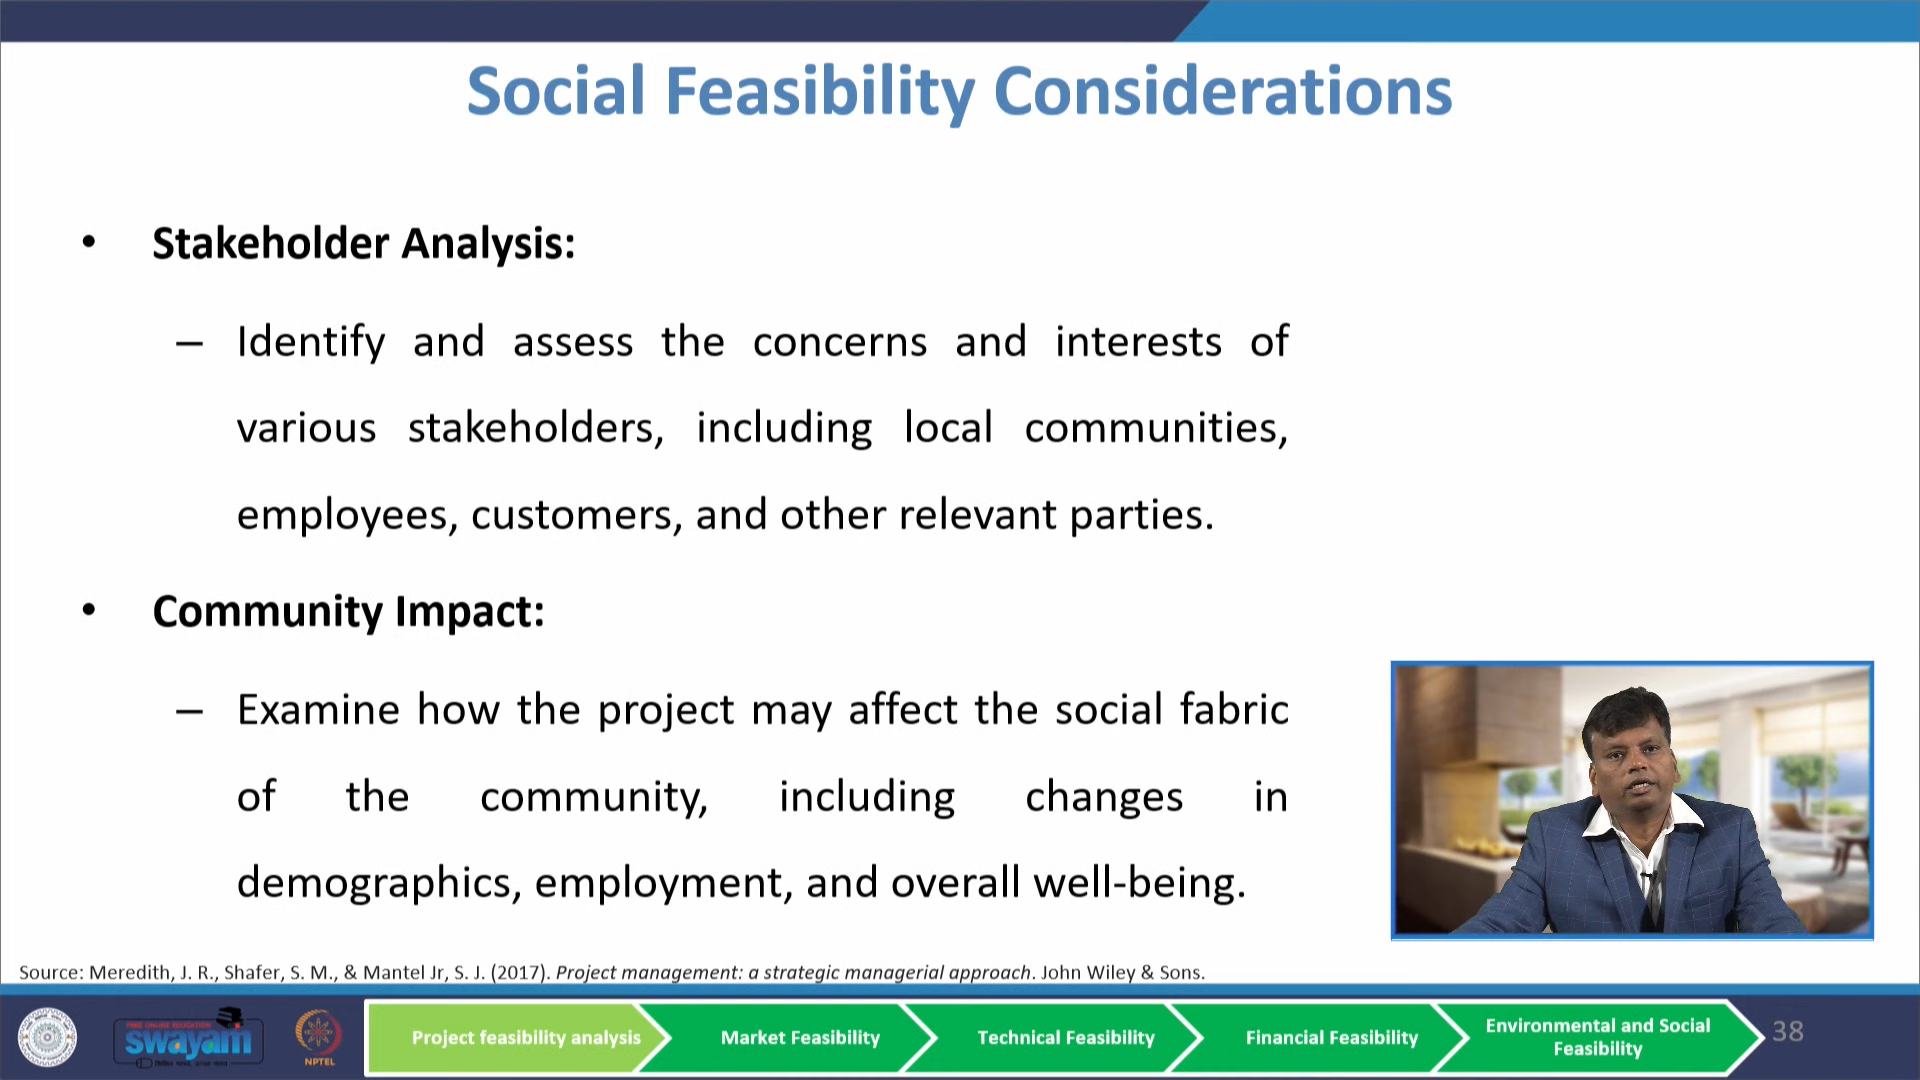 Social Feasibility Considerations
• Stakeholder Analysis:
– Identify and assess the concerns and interests of
various stakeholders, including local communities,
employees, customers, and other relevant parties.
• Community Impact:
– Examine how the project may affect the social fabric
of the community, including changes in
demographics, employment, and overall well-being.
Source: Meredith, J. R., Shafer, S. M., & Mantel Jr, S. J. (2017). Project management: a strategic managerial approach. John Wiley & Sons.
FREE ONLINE EDUCATION
swayam
NPTEL
Project feasibility analysis
Market Feasibility
Technical Feasibility
Financial Feasibility
Environmental and Social
Feasibility
38